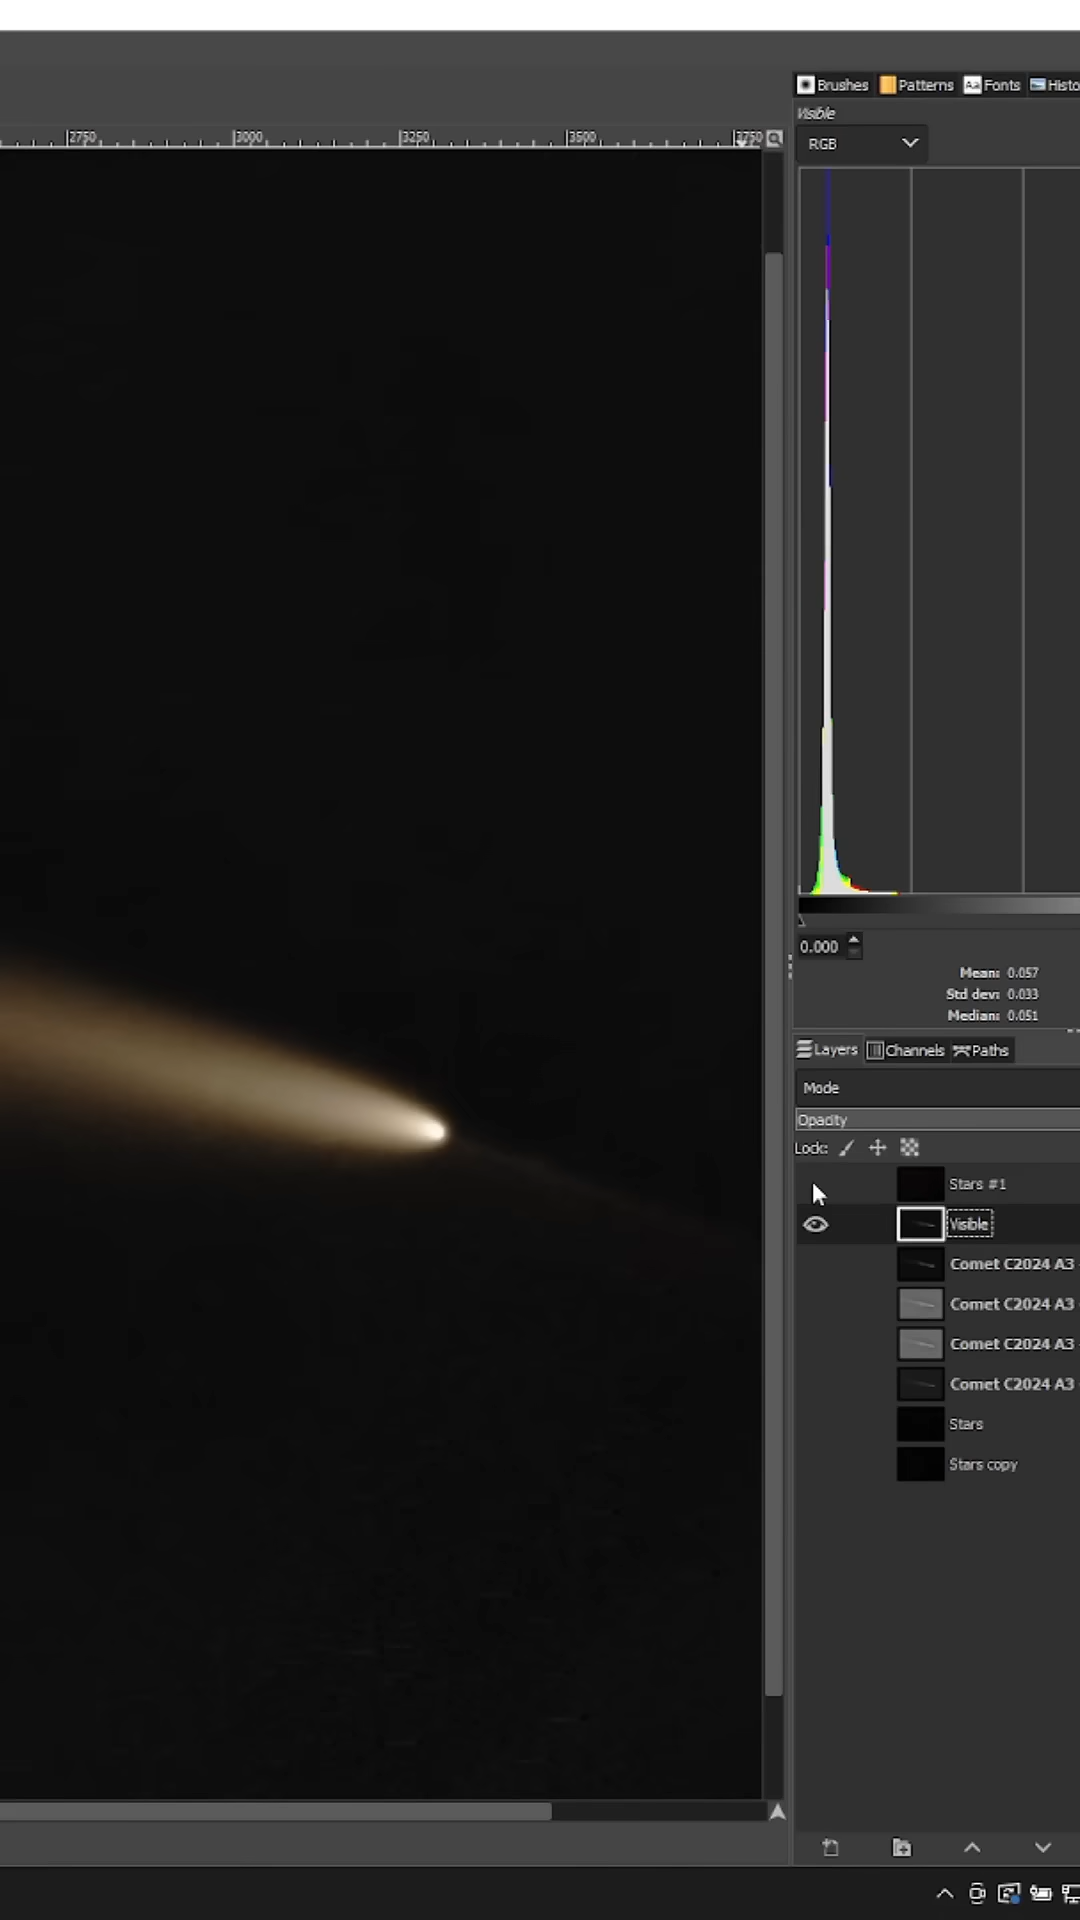 Brushes Patterns Fonts Histo
Visible
RGB
2750 3000 3250 3500 3750
0.000
Mean: 0.057
Std dev: 0.033
Median: 0.051
Layers Channels Paths
Mode
Opacity
Lock:
Stars #1
Visible
Comet C2024 A3
Comet C2024 A3
Comet C2024 A3
Comet C2024 A3
Stars
Stars copy